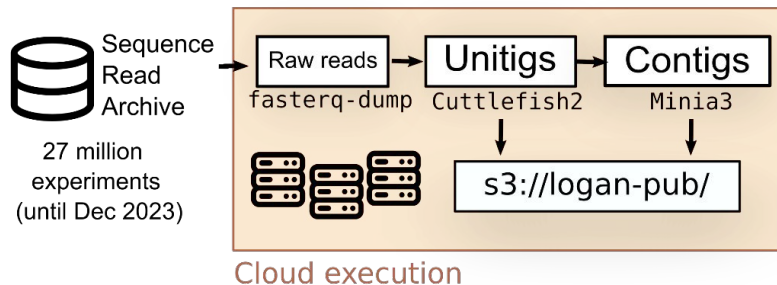 Sequence
Read
Archive
27 million
experiments
(until Dec 2023)
Raw reads
fasterq-dump
Unitigs
Cuttlefish2
Contigs
Minia3
s3://logan-pub/
Cloud execution